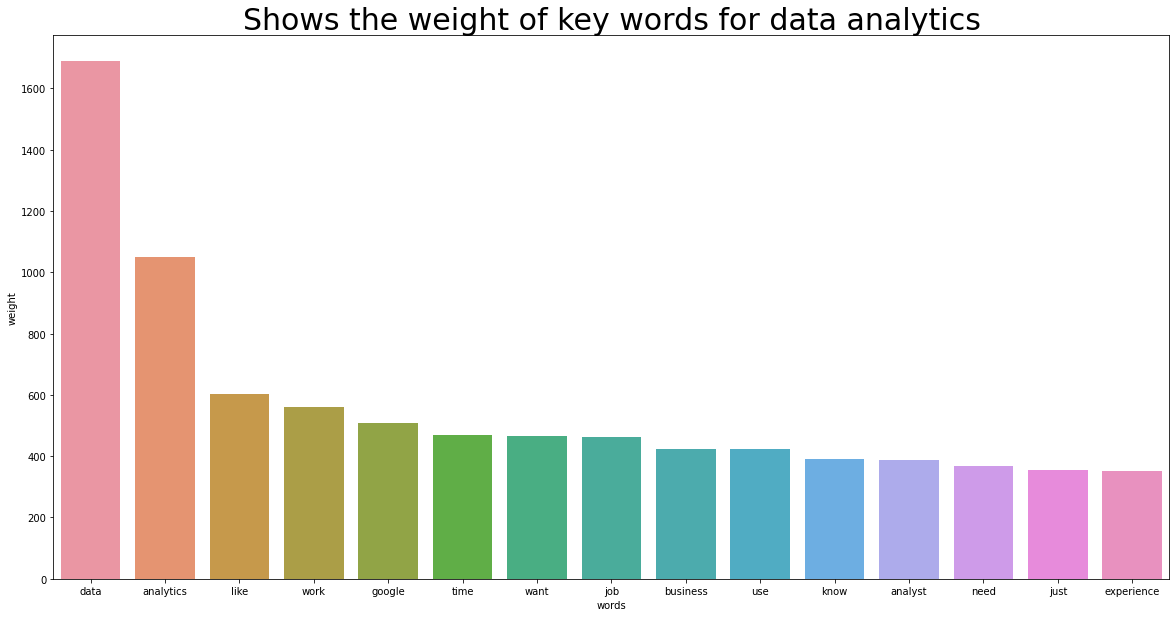 Shows the weight of key words for data analytics
1600
1400
1200
1000
800
600
400
200
0
weight
data analytics like work google time want job business use know analyst need just experience
words